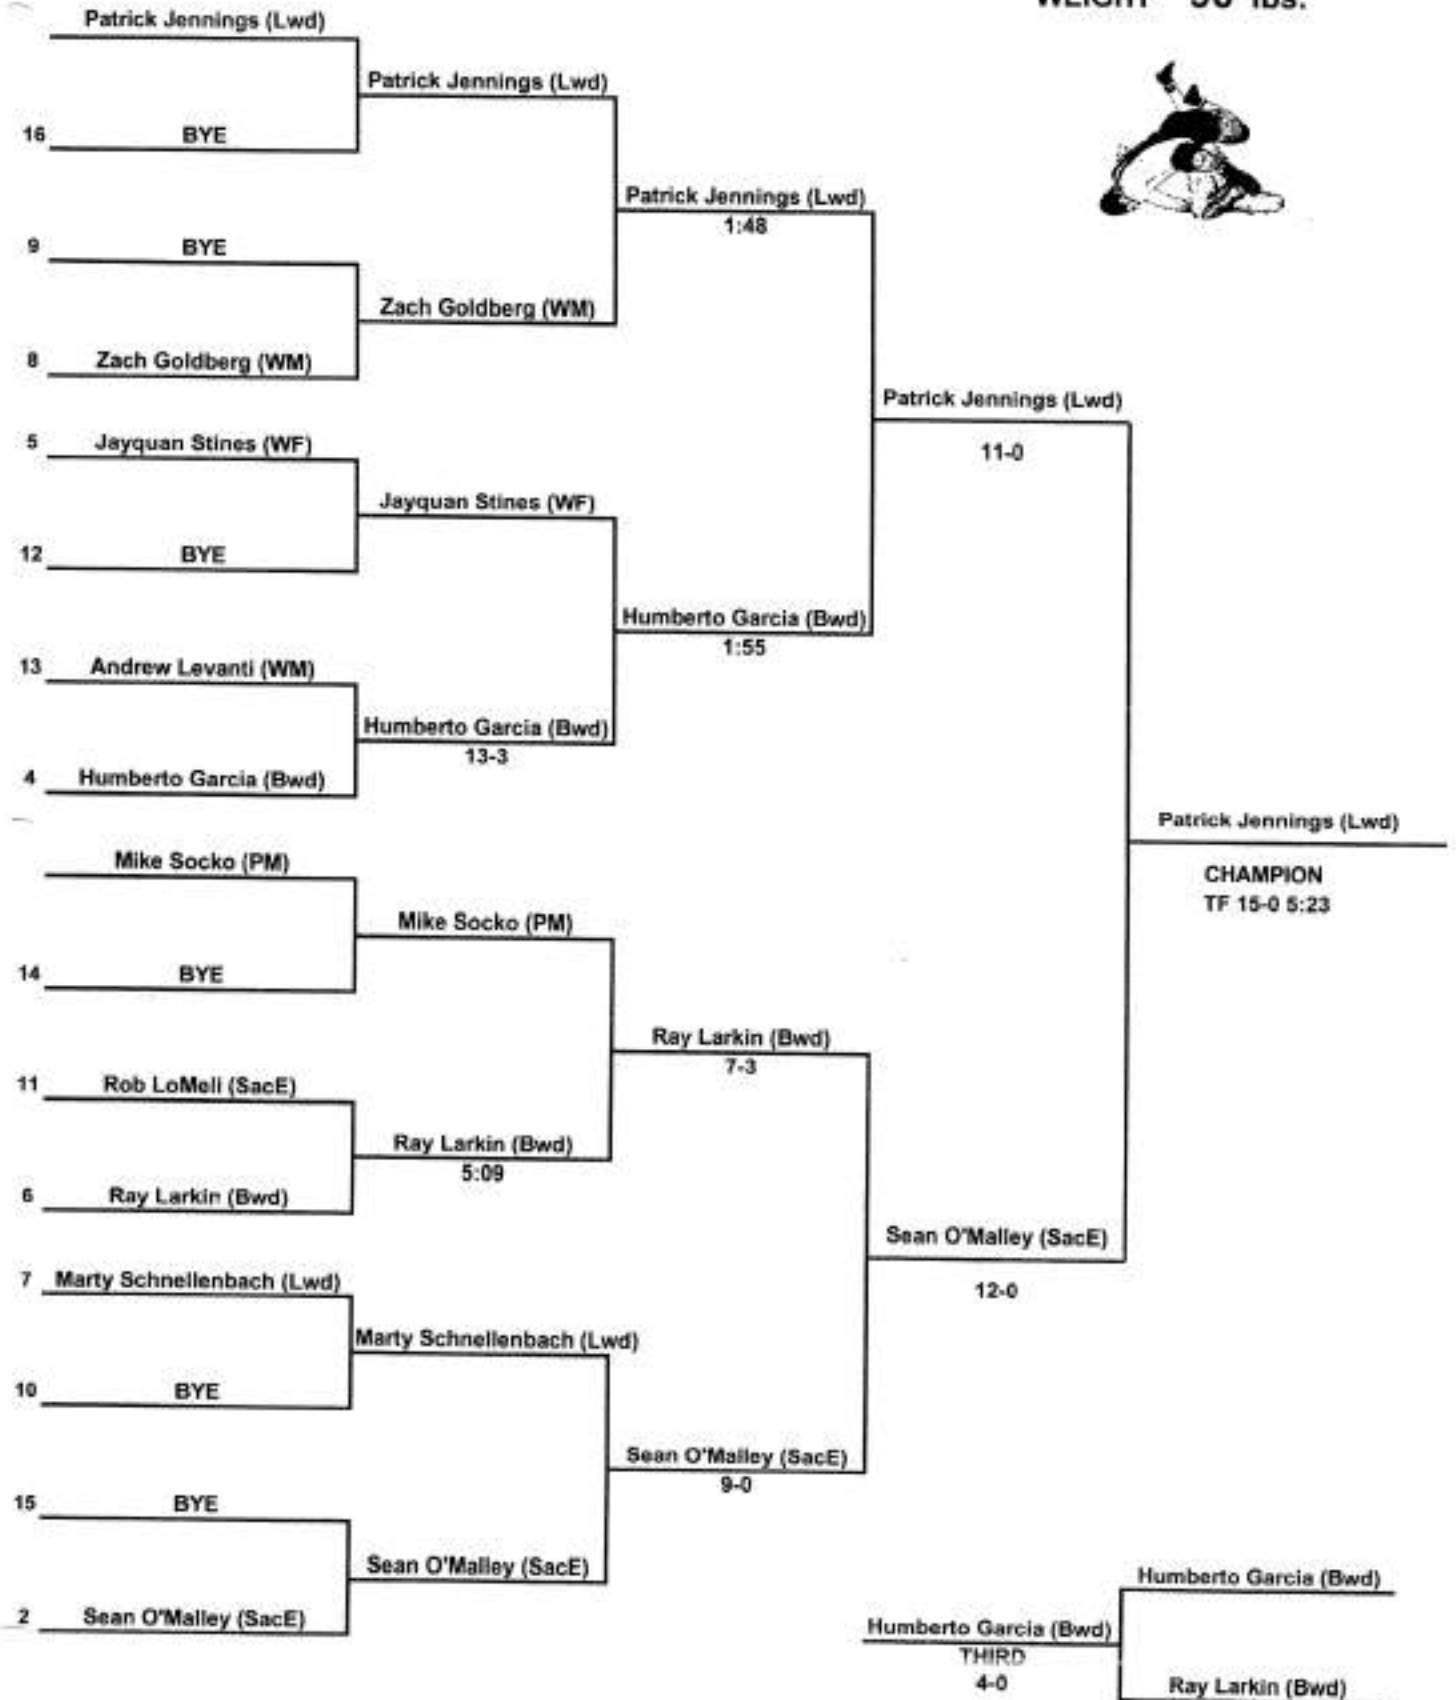 lbs.
Patrick Jennings (Lwd)
Patrick Jennings (Lwd)
16 BYE
Patrick Jennings (Lwd)
1:48
9 BYE
Zach Goldberg (WM)
8 Zach Goldberg (WM)
Patrick Jennings (Lwd)
11-0
5 Jayquan Stines (WF)
Jayquan Stines (WF)
12 BYE
Humberto Garcia (Bwd)
1:55
13 Andrew Levanti (WM)
Humberto Garcia (Bwd)
13-3
4 Humberto Garcia (Bwd)
Patrick Jennings (Lwd)
CHAMPION
TF 15-0 5:23
Mike Socko (PM)
Mike Socko (PM)
14 BYE
Ray Larkin (Bwd)
7-3
11 Rob LoMeli (SacE)
Ray Larkin (Bwd)
5:09
6 Ray Larkin (Bwd)
Sean O'Malley (SacE)
12-0
7 Marty Schnellenbach (Lwd)
Marty Schnellenbach (Lwd)
10 BYE
Sean O'Malley (SacE)
9-0
15 BYE
Sean O'Malley (SacE)
2 Sean O'Malley (SacE)
Humberto Garcia (Bwd)
Humberto Garcia (Bwd)
THIRD
4-0
Ray Larkin (Bwd)